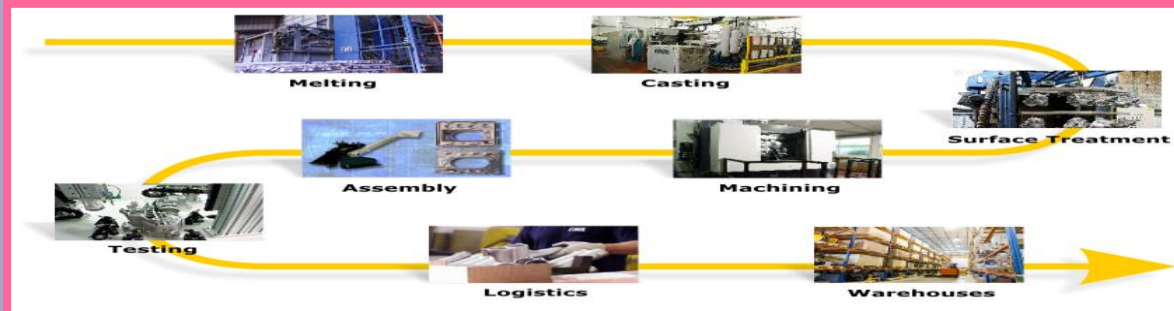 Melting
Casting
Surface Treatment
Machining
Assembly
Testing
Logistics
Warehouses